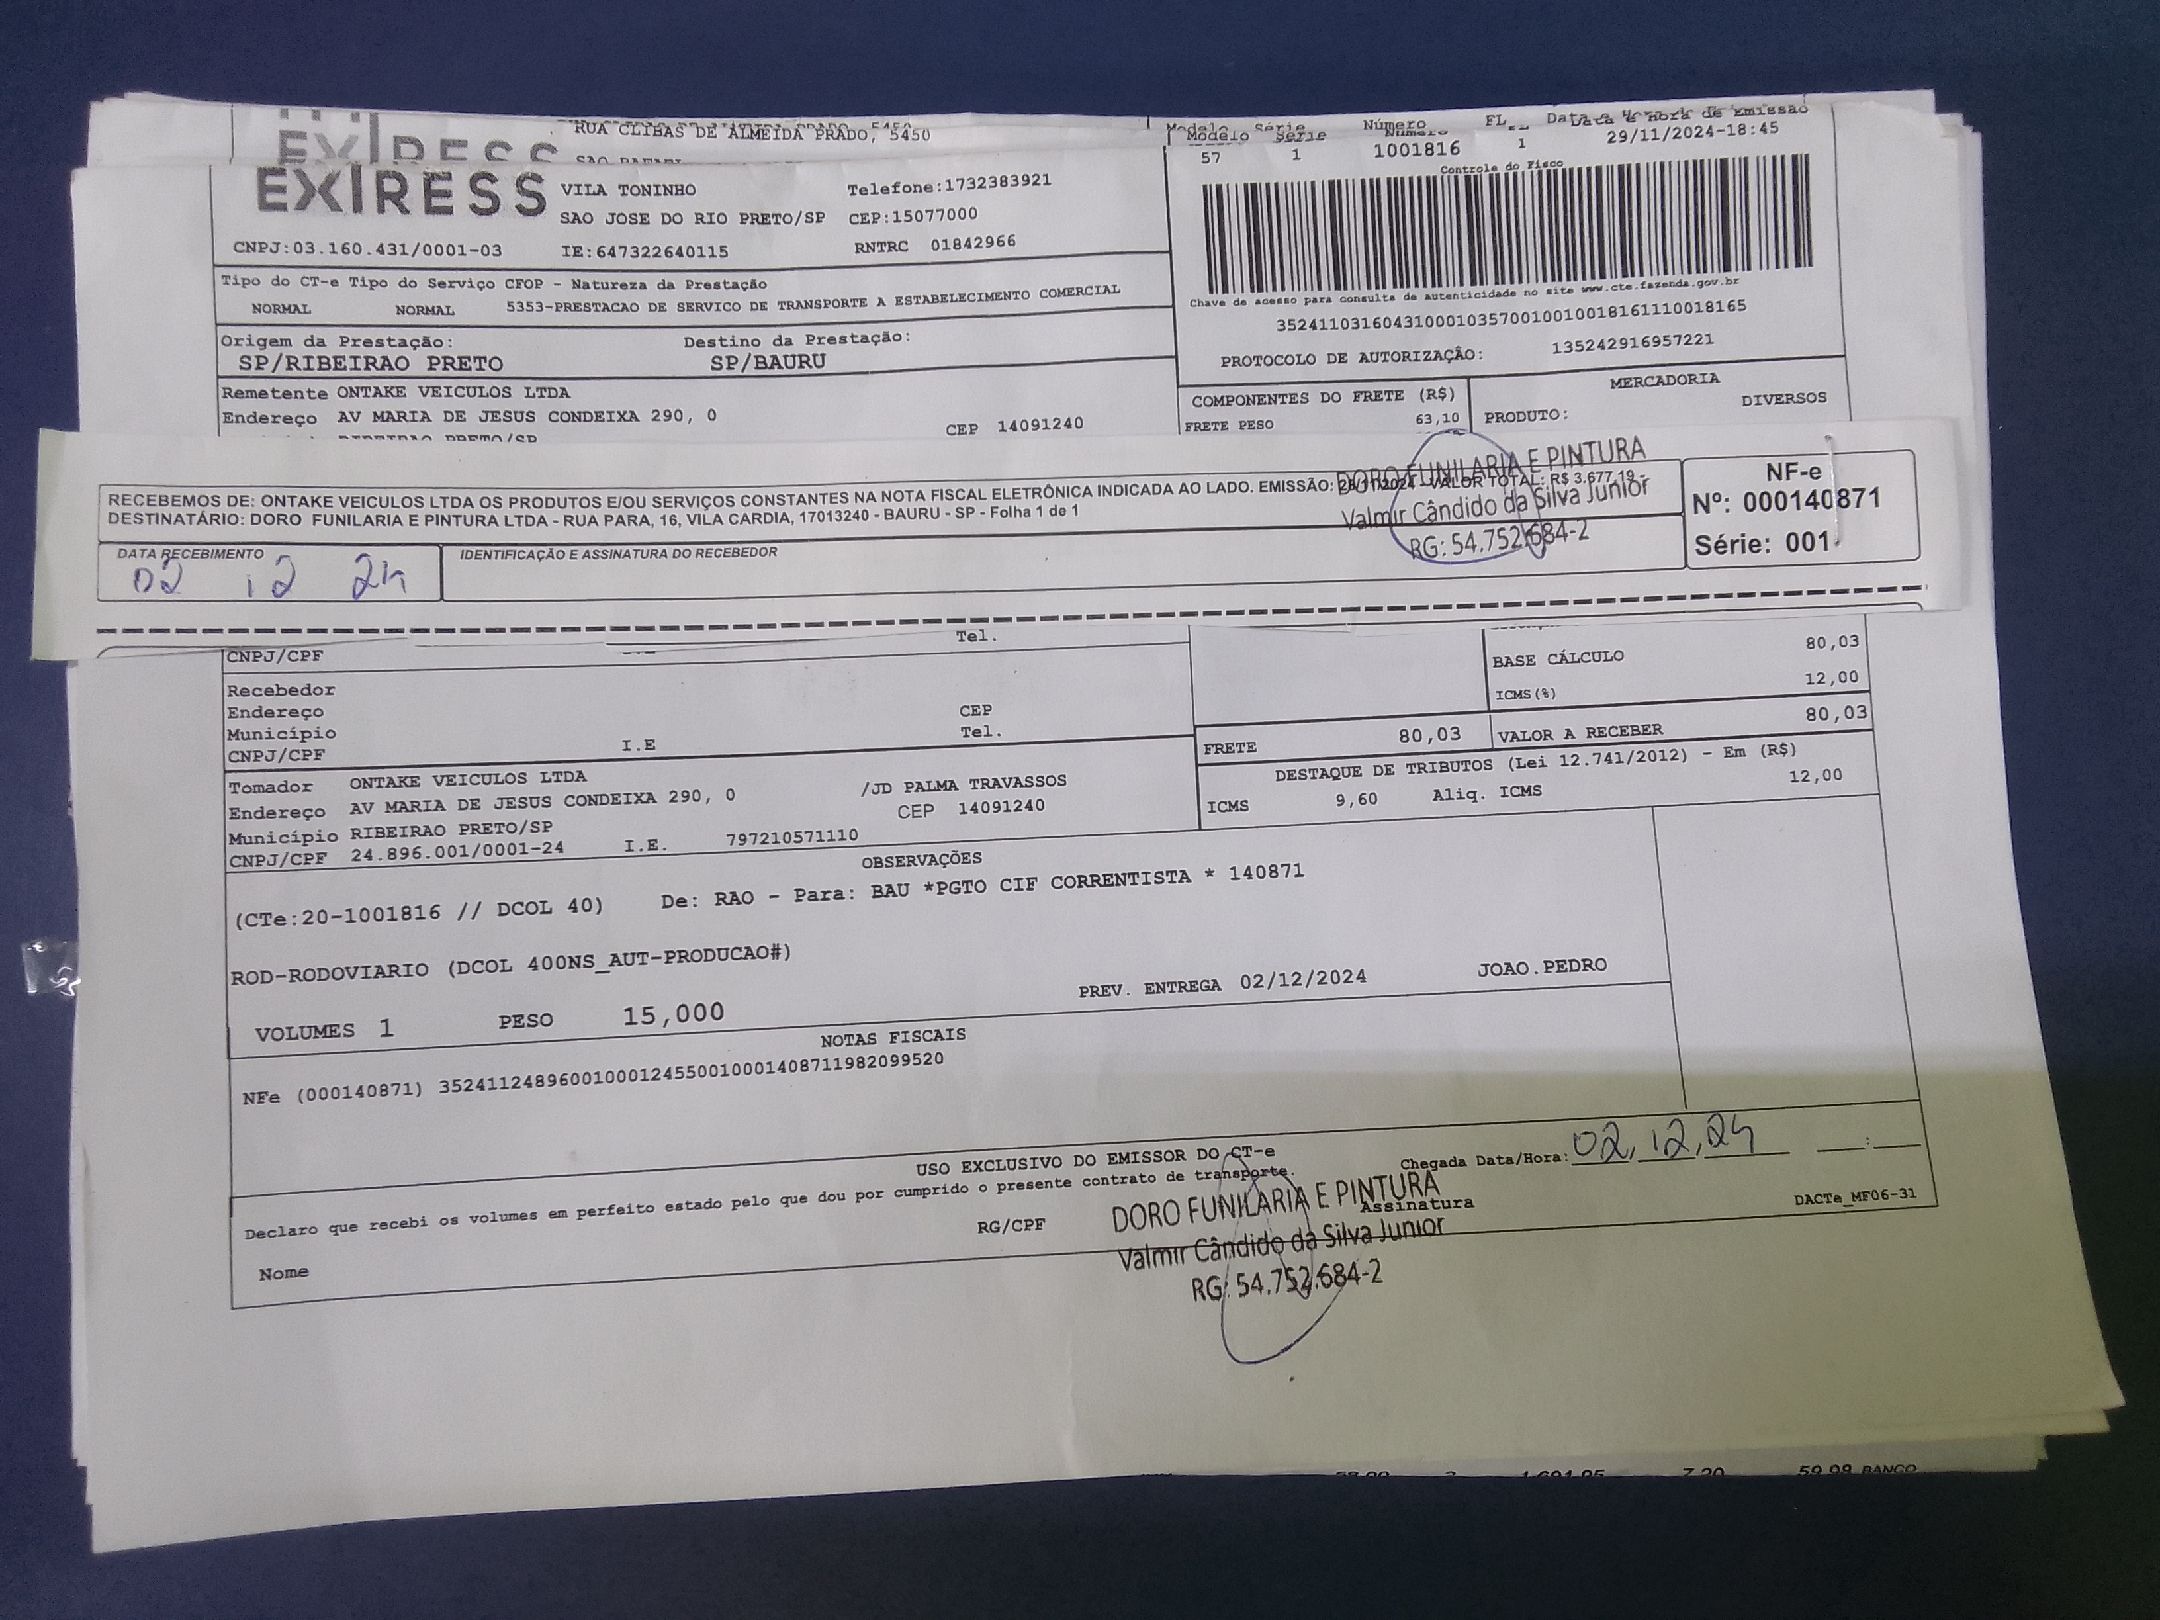 RUA CLIBAS DE ALMEIDA PRADO, 5450
Modelo Série Número FL. Data e Hora de Emissão
57 1 1001816 1 29/11/2024-18:45
EXPRESS
VILA TONINHO Telefone:1732383921
SAO JOSE DO RIO PRETO/SP CEP:15077000
CNPJ:03.160.431/0001-03 IE:647322640115 RNTRC 01842966
Controle do Fisco
Chave de acesso para consulta de autenticidade no site www.cte.fazenda.gov.br
35241103160431000103570010010018161110018165
PROTOCOLO DE AUTORIZAÇÃO: 135242916957221
Tipo do CT-e Tipo do Serviço CFOP - Natureza da Prestação
NORMAL NORMAL 5353-PRESTACAO DE SERVICO DE TRANSPORTE A ESTABELECIMENTO COMERCIAL
Origem da Prestação: Destino da Prestação:
SP/RIBEIRAO PRETO SP/BAURU
Remetente ONTAKE VEICULOS LTDA
Endereço AV MARIA DE JESUS CONDEIXA 290, 0 CEP 14091240
RIBEIRAO PRETO/SP
COMPONENTES DO FRETE (R$)
FRETE PESO 63,10
MERCADORIA
PRODUTO: DIVERSOS
RECEBEMOS DE: ONTAKE VEICULOS LTDA OS PRODUTOS E/OU SERVIÇOS CONSTANTES NA NOTA FISCAL ELETRÔNICA INDICADA AO LADO. EMISSÃO: VALOR TOTAL: R$ 3.677,19 -
DESTINATÁRIO: DORO FUNILARIA E PINTURA LTDA - RUA PARA, 16, VILA CARDIA, 17013240 - BAURU - SP - Folha 1 de 1
DORO FUNILARIA E PINTURA
Valmir Cândido da Silva Junior
RG: 54.752.684-2
NF-e
Nº: 000140871
Série: 001
DATA RECEBIMENTO
02 12 24
IDENTIFICAÇÃO E ASSINATURA DO RECEBEDOR
Tel.
CNPJ/CPF
Recebedor
Endereço CEP
Município Tel.
CNPJ/CPF I.E
BASE CÁLCULO 80,03
ICMS(%) 12,00
FRETE 80,03 VALOR A RECEBER 80,03
DESTAQUE DE TRIBUTOS (Lei 12.741/2012) - Em (R$)
ICMS 9,60 Aliq. ICMS 12,00
Tomador ONTAKE VEICULOS LTDA
Endereço AV MARIA DE JESUS CONDEIXA 290, 0 /JD PALMA TRAVASSOS
Município RIBEIRAO PRETO/SP CEP 14091240
CNPJ/CPF 24.896.001/0001-24 I.E. 797210571110
OBSERVAÇÕES
(CTe:20-1001816 // DCOL 40) De: RAO - Para: BAU *PGTO CIF CORRENTISTA * 140871
ROD-RODOVIARIO (DCOL 400NS_AUT-PRODUCAO#)
VOLUMES 1 PESO 15,000 PREV. ENTREGA 02/12/2024 JOAO.PEDRO
NOTAS FISCAIS
NFe (000140871) 35241124896001000124550010001408711982099520
USO EXCLUSIVO DO EMISSOR DO CT-e
Declaro que recebi os volumes em perfeito estado pelo que dou por cumprido o presente contrato de transporte.
Chegada Data/Hora: 02,12,24 __:__
Nome RG/CPF Assinatura
DORO FUNILARIA E PINTURA
Valmir Cândido da Silva Junior
RG: 54.752.684-2
DACTe_MF06-31